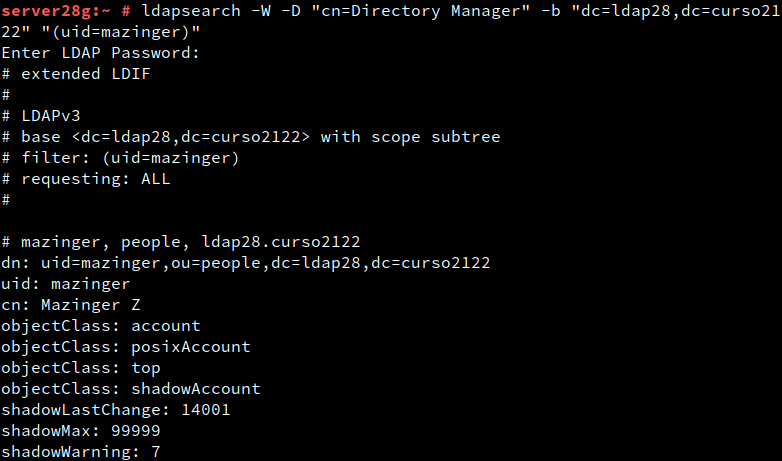 server28g:~ # ldapsearch -W -D "cn=Directory Manager" -b "dc=ldap28,dc=curso21
22" "(uid=mazinger)"
Enter LDAP Password:
# extended LDIF
#
# LDAPv3
# base <dc=ldap28,dc=curso2122> with scope subtree
# filter: (uid=mazinger)
# requesting: ALL
#
# mazinger, people, ldap28.curso2122
dn: uid=mazinger,ou=people,dc=ldap28,dc=curso2122
uid: mazinger
cn: Mazinger Z
objectClass: account
objectClass: posixAccount
objectClass: top
objectClass: shadowAccount
shadowLastChange: 14001
shadowMax: 99999
shadowWarning: 7